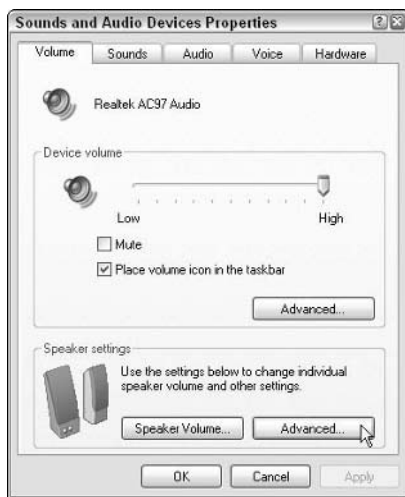 Sounds and Audio Devices Properties
Volume Sounds Audio Voice Hardware
Realtek AC97 Audio
Device volume
Low High
Mute
Place volume icon in the taskbar
Advanced...
Speaker settings
Use the settings below to change individual
speaker volume and other settings.
Speaker Volume... Advanced...
OK Cancel Apply